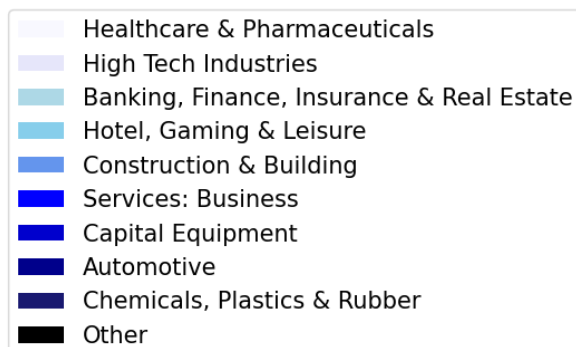 Healthcare & Pharmaceuticals
High Tech Industries
Banking, Finance, Insurance & Real Estate
Hotel, Gaming & Leisure
Construction & Building
Services: Business
Capital Equipment
Automotive
Chemicals, Plastics & Rubber
Other